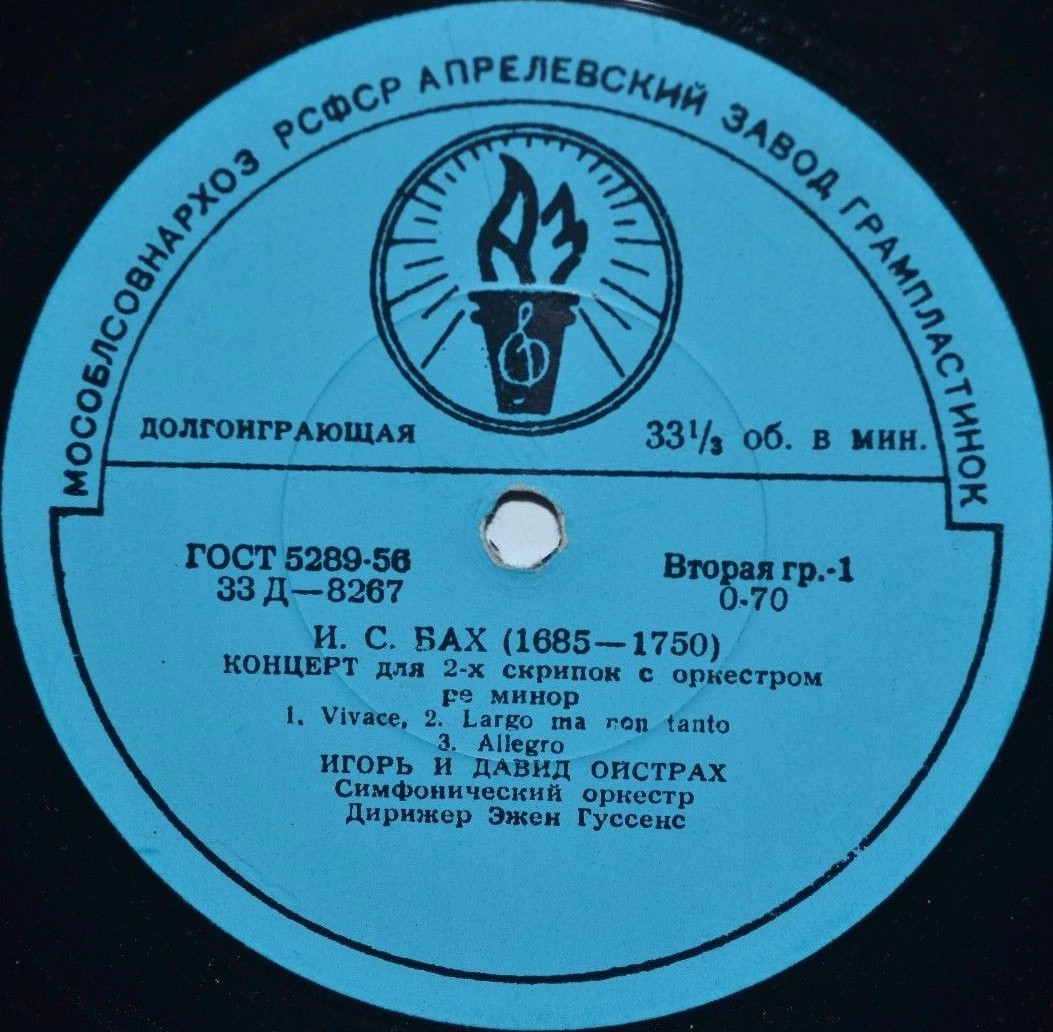 МОСОБЛСОВНАРХОЗ РСФСР АПРЕЛЕВСКИЙ ЗАВОД ГРАМПЛАСТИНОК
АЗ
ДОЛГОИГРАЮЩАЯ
33⅓ об. в мин.
ГОСТ 5289-56
33 Д—8267
Вторая гр.-1
0-70
И. С. БАХ (1685—1750)
КОНЦЕРТ для 2-х скрипок с оркестром
ре минор
1. Vivace, 2. Largo ma non tanto
3. Allegro
ИГОРЬ И ДАВИД ОЙСТРАХ
Симфонический оркестр
Дирижер Эжен Гуссенс